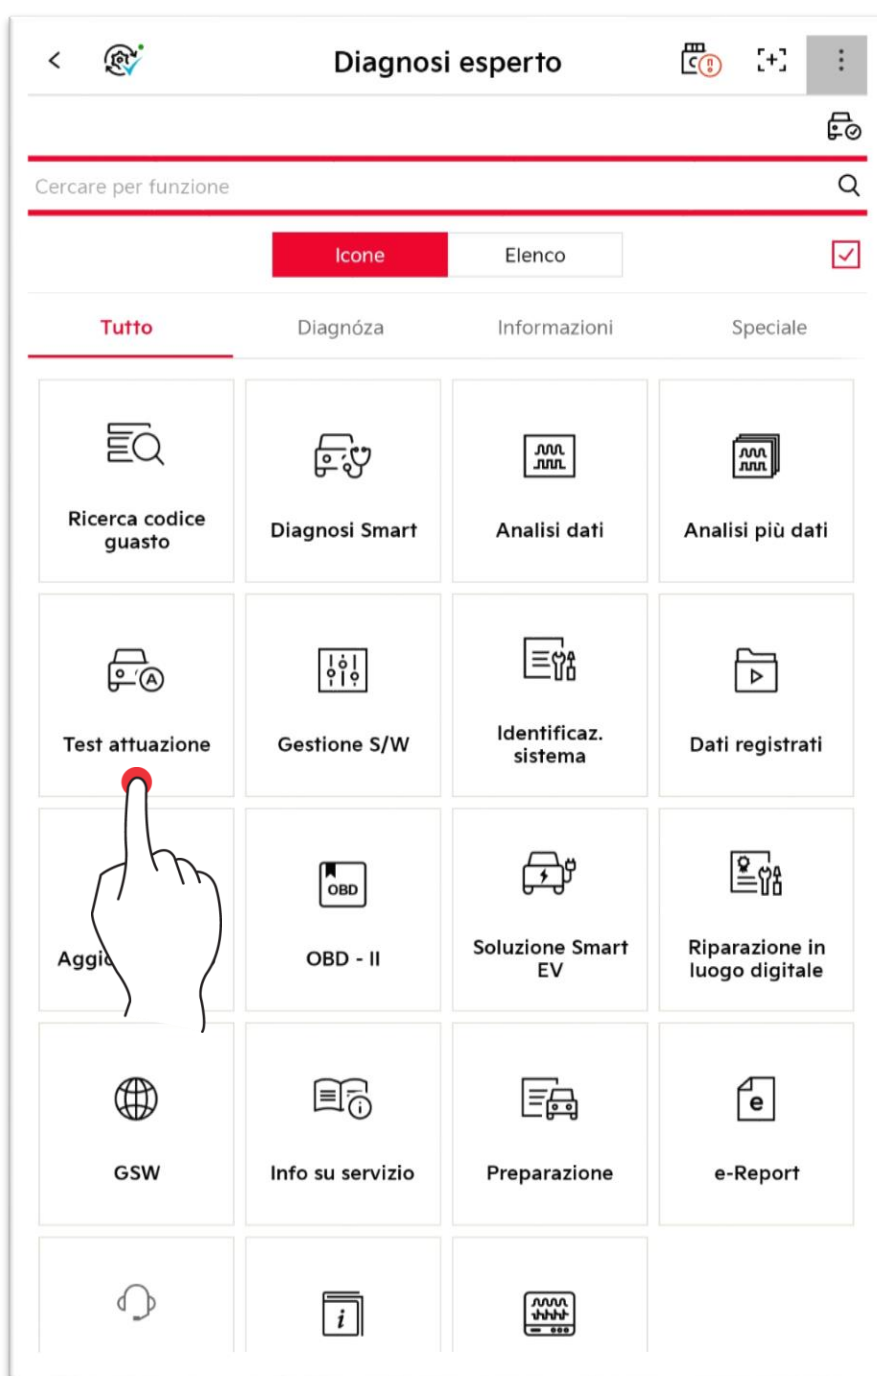 Diagnosi esperto
Cercare per funzione
Icone
Elenco
Tutto
Diagnóza
Informazioni
Speciale
Ricerca codice
guasto
Diagnosi Smart
Analisi dati
Analisi più dati
Test attuazione
Gestione S/W
Identificaz.
sistema
Dati registrati
OBD
OBD - II
Soluzione Smart
EV
Riparazione in
luogo digitale
GSW
Info su servizio
Preparazione
e
e-Report
i